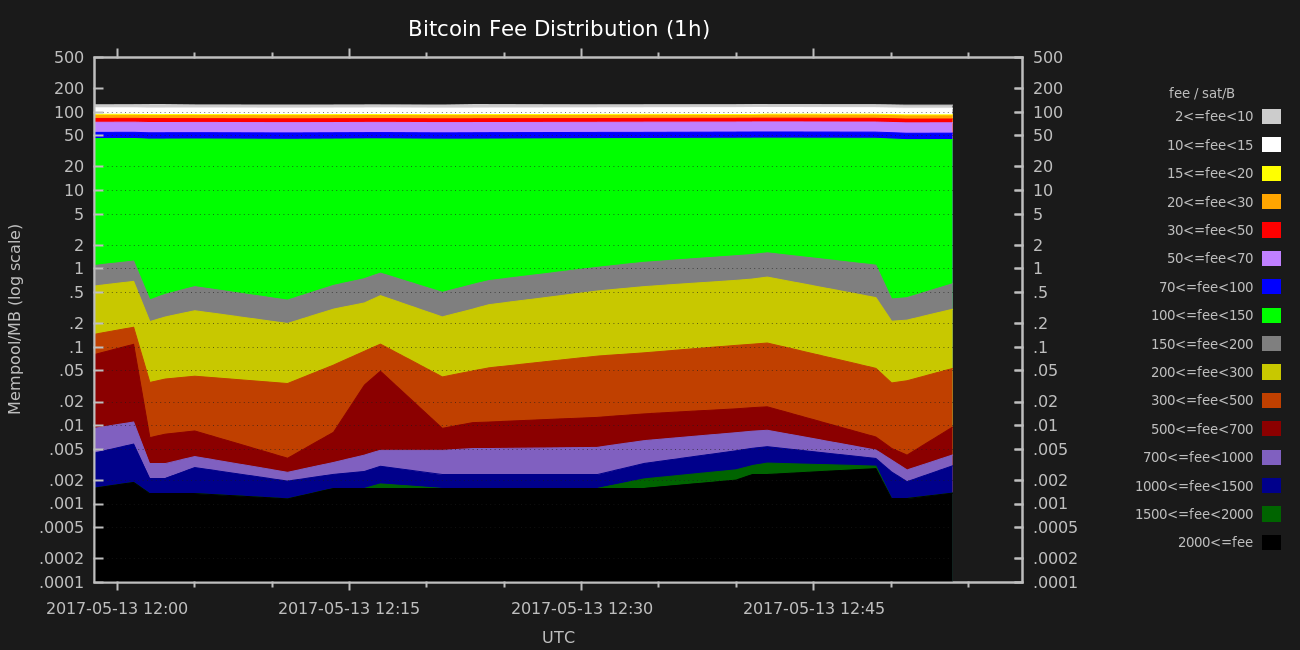 Bitcoin Fee Distribution (1h)
Mempool/MB (log scale)
500
200
100
50
20
10
5
2
1
.5
.2
.1
.05
.02
.01
.005
.002
.001
.0005
.0002
.0001
500
200
100
50
20
10
5
2
1
.5
.2
.1
.05
.02
.01
.005
.002
.001
.0005
.0002
.0001
2017-05-13 12:00 2017-05-13 12:15 2017-05-13 12:30 2017-05-13 12:45
UTC
fee / sat/B
2<=fee<10
10<=fee<15
15<=fee<20
20<=fee<30
30<=fee<50
50<=fee<70
70<=fee<100
100<=fee<150
150<=fee<200
200<=fee<300
300<=fee<500
500<=fee<700
700<=fee<1000
1000<=fee<1500
1500<=fee<2000
2000<=fee